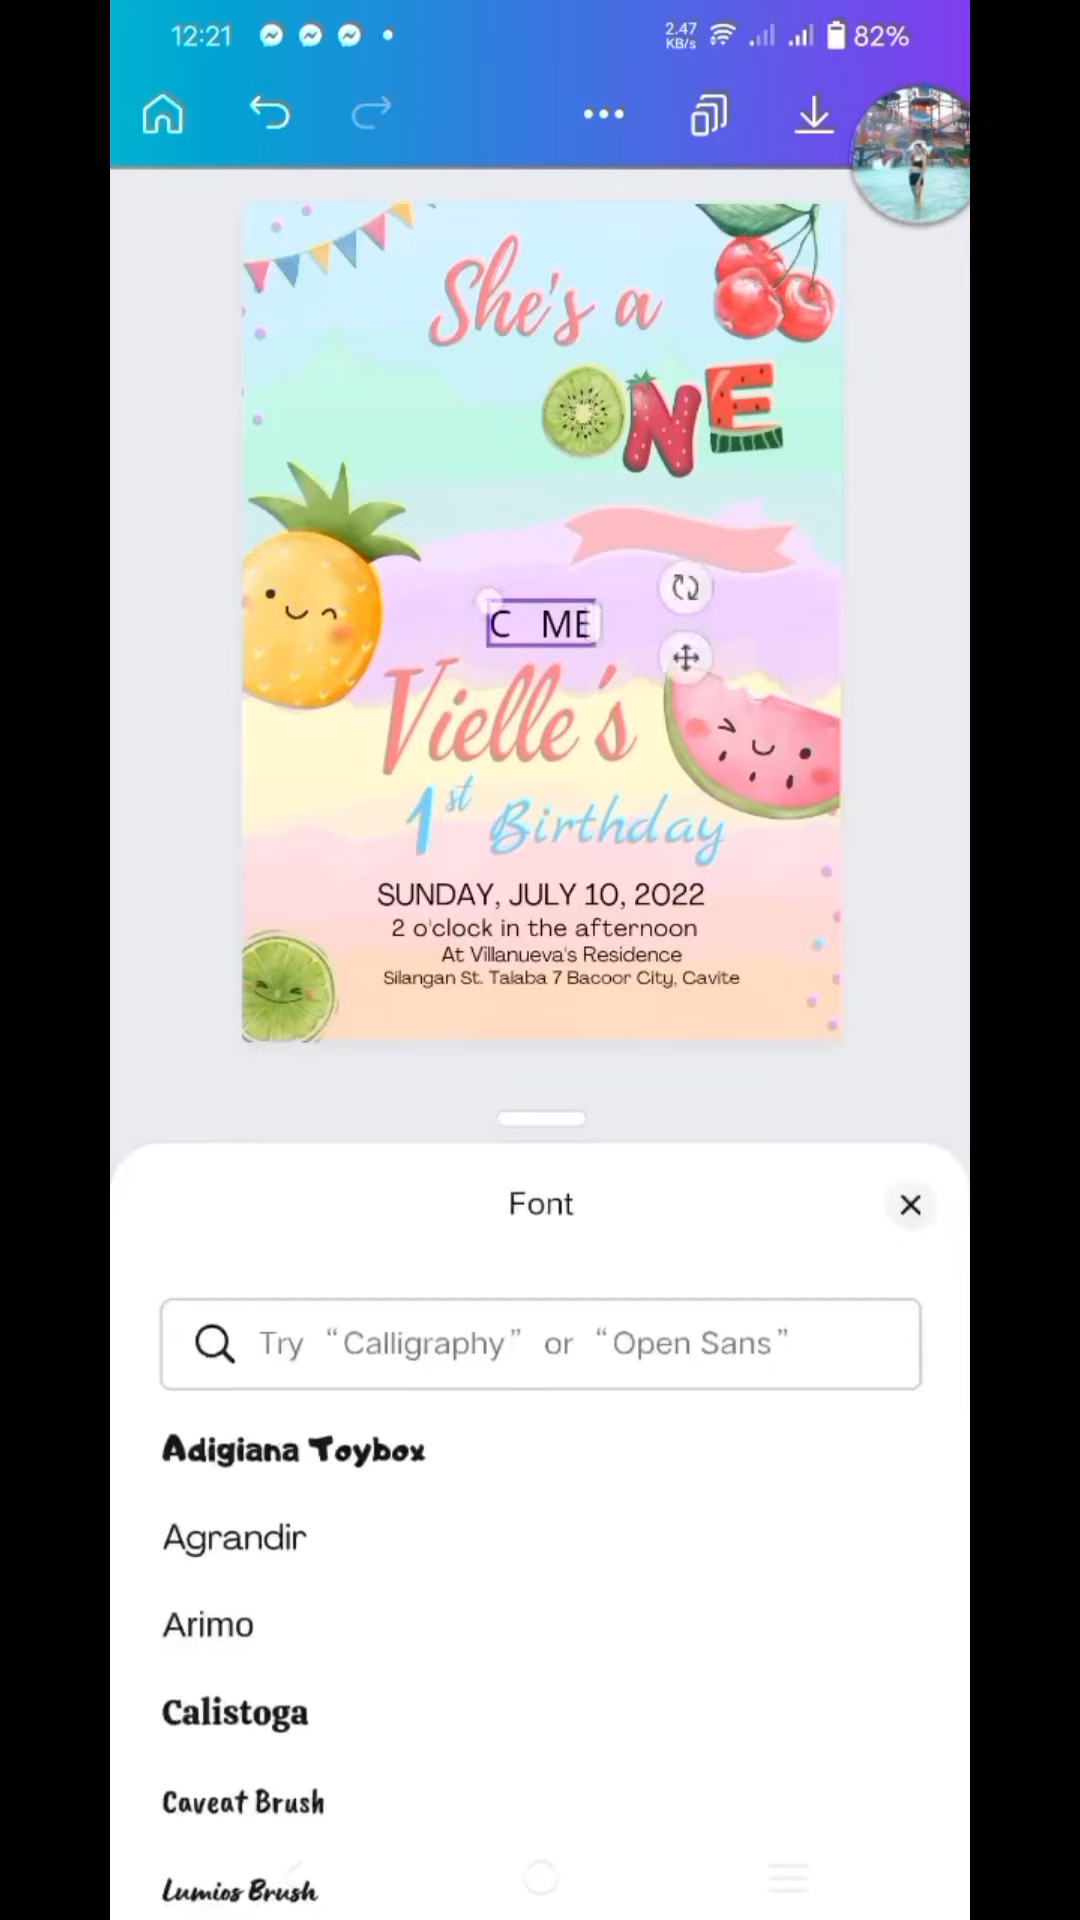 12:21
2.47
KB/s
82%
She's a
ONE
C ME
Vielle's
1st Birthday
SUNDAY, JULY 10, 2022
2 o'clock in the afternoon
At Villanueva's Residence
Silangan St. Talaba 7 Bacoor City, Cavite
Font
Try “Calligraphy” or “Open Sans”
Adigiana Toybox
Agrandir
Arimo
Calistoga
Caveat Brush
Lumios Brush